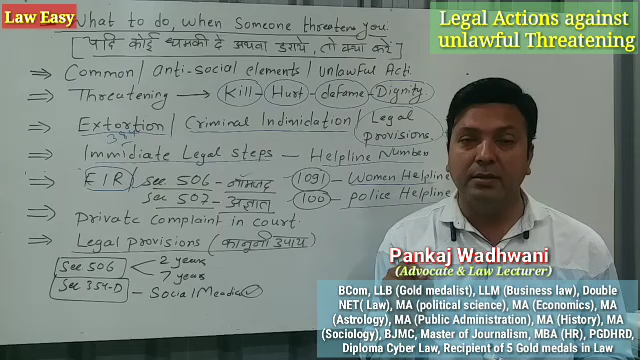 Law Easy
What to do, when Someone threatens you.
[यदि कोई धमकी दे अथवा डराये, तो क्या करें]
Legal Actions against
unlawful Threatening
⇒ Common / anti-social elements / unlawful Acti.
⇒ Threatening → Kill - Hurt - defame - Dignity
⇒ Extortion / Criminal Indimidation / Legal
provisions
384
⇒ Immidiate Legal steps - Helpline Number
⇒ FIR / Sec 506 - नामजद 1091 - Women Helpline
Sec 507 - अज्ञात 100 - police Helpline
⇒ Private Complaint in court.
⇒ Legal provisions (कानूनी उपाय)
Sec 506 < 2 years
7 years
Sec 354-D - Social Media
Pankaj Wadhwani
(Advocate & Law Lecturer)
BCom, LLB (Gold medalist), LLM (Business law), Double
NET( Law), MA (political science), MA (Economics), MA
(Astrology), MA (Public Administration), MA (History), MA
(Sociology), BJMC, Master of Journalism, MBA (HR), PGDHRD,
Diploma Cyber Law, Recipient of 5 Gold medals in Law